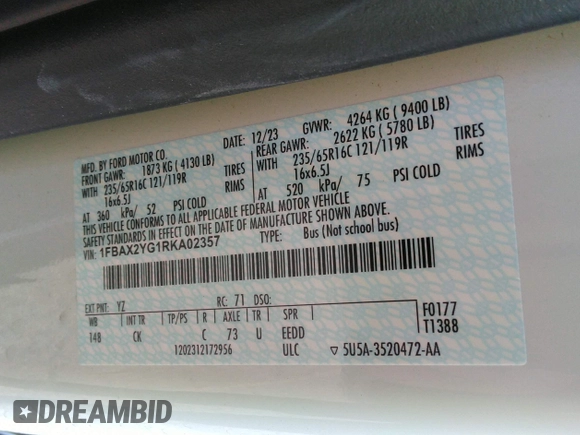 MFD. BY FORD MOTOR CO.
DATE: 12/23 GVWR: 4264 KG ( 9400 LB)
FRONT GAWR: 1873 KG ( 4130 LB) REAR GAWR: 2622 KG ( 5780 LB)
WITH 235/65R16C 121/119R TIRES WITH 235/65R16C 121/119R TIRES
16x6.5J RIMS 16x6.5J RIMS
AT 360 kPa/ 52 PSI COLD AT 520 kPa/ 75 PSI COLD
THIS VEHICLE CONFORMS TO ALL APPLICABLE FEDERAL MOTOR VEHICLE
SAFETY STANDARDS IN EFFECT ON THE DATE OF MANUFACTURE SHOWN ABOVE.
VIN: 1FBAX2YG1RKA02357 TYPE: Bus (Not school bus)
EXT PNT: YZ RC: 71 DSO: F0177
WB INT TR TP/PS R AXLE TR SPR T1388
148 CK C 73 U EEDD
1202312172956 ULC ▽ 5U5A-3520472-AA
DREAMBID